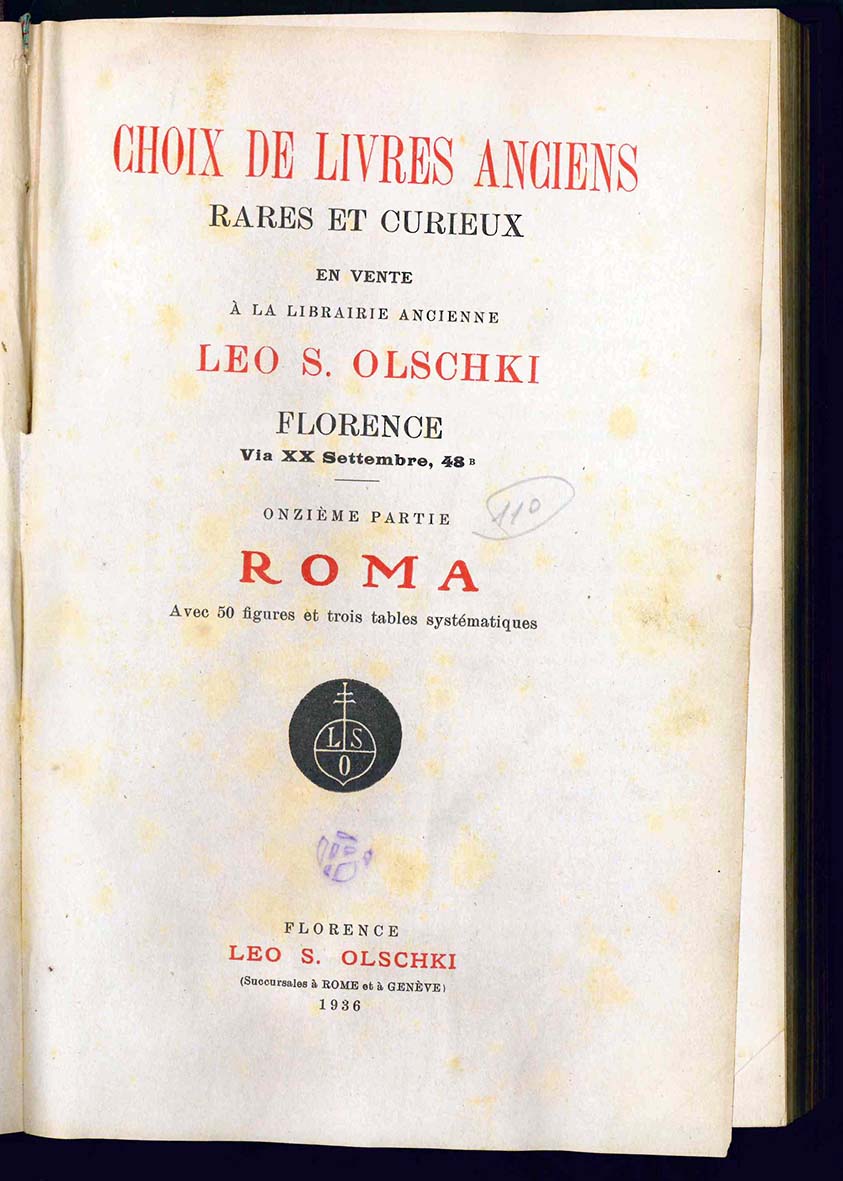 CHOIX DE LIVRES ANCIENS
RARES ET CURIEUX
EN VENTE
À LA LIBRAIRIE ANCIENNE
LEO S. OLSCHKI
FLORENCE
Via XX Settembre, 48 B
ONZIÈME PARTIE
110
ROMA
Avec 50 figures et trois tables systématiques
L S
O
FLORENCE
LEO S. OLSCHKI
(Succursales à ROME et à GENÈVE)
1936